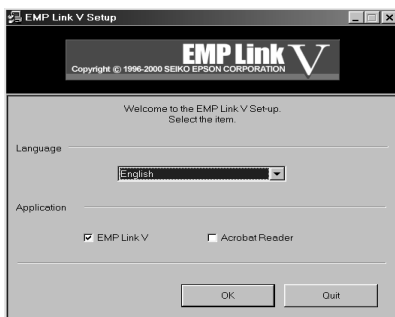 EMP Link V Setup
EMP Link V
Copyright © 1996-2000 SEIKO EPSON CORPORATION
Welcome to the EMP Link V Set-up.
Select the item.
Language
English
Application
EMP Link V
Acrobat Reader
OK
Quit